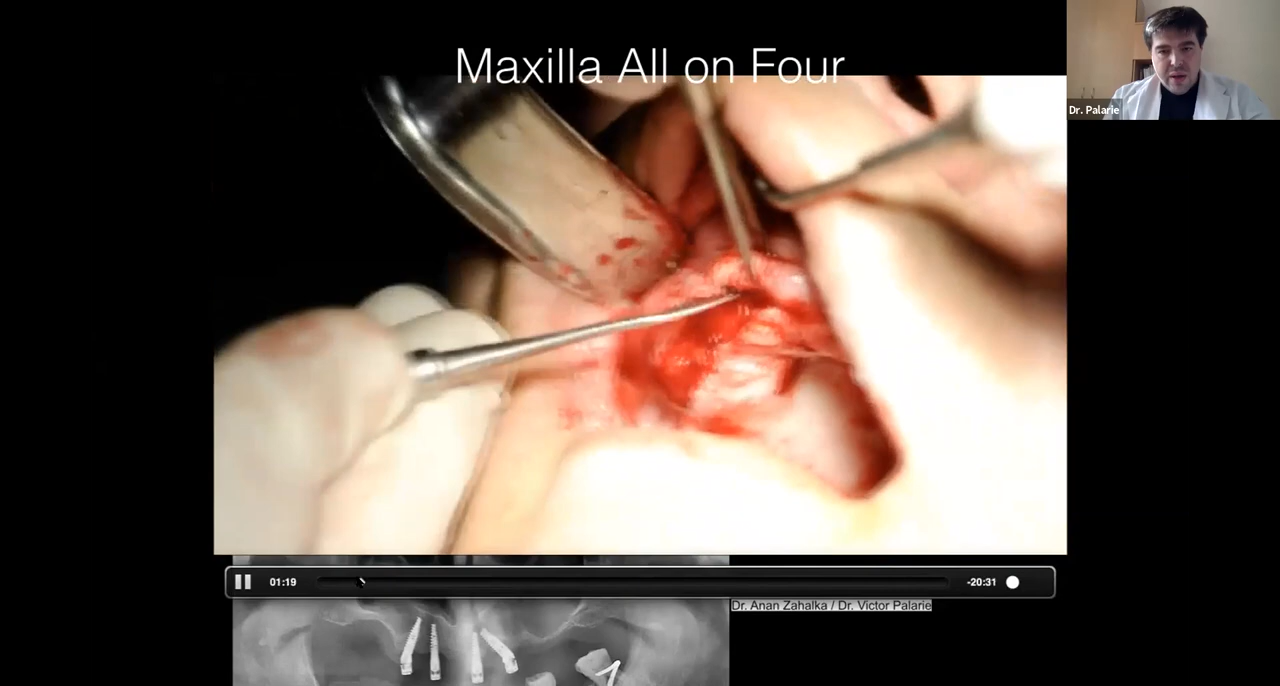 Maxilla All on Four
Dr. Palarie
01:19
-20:31
Dr. Anan Zahalka / Dr. Victor Palarie